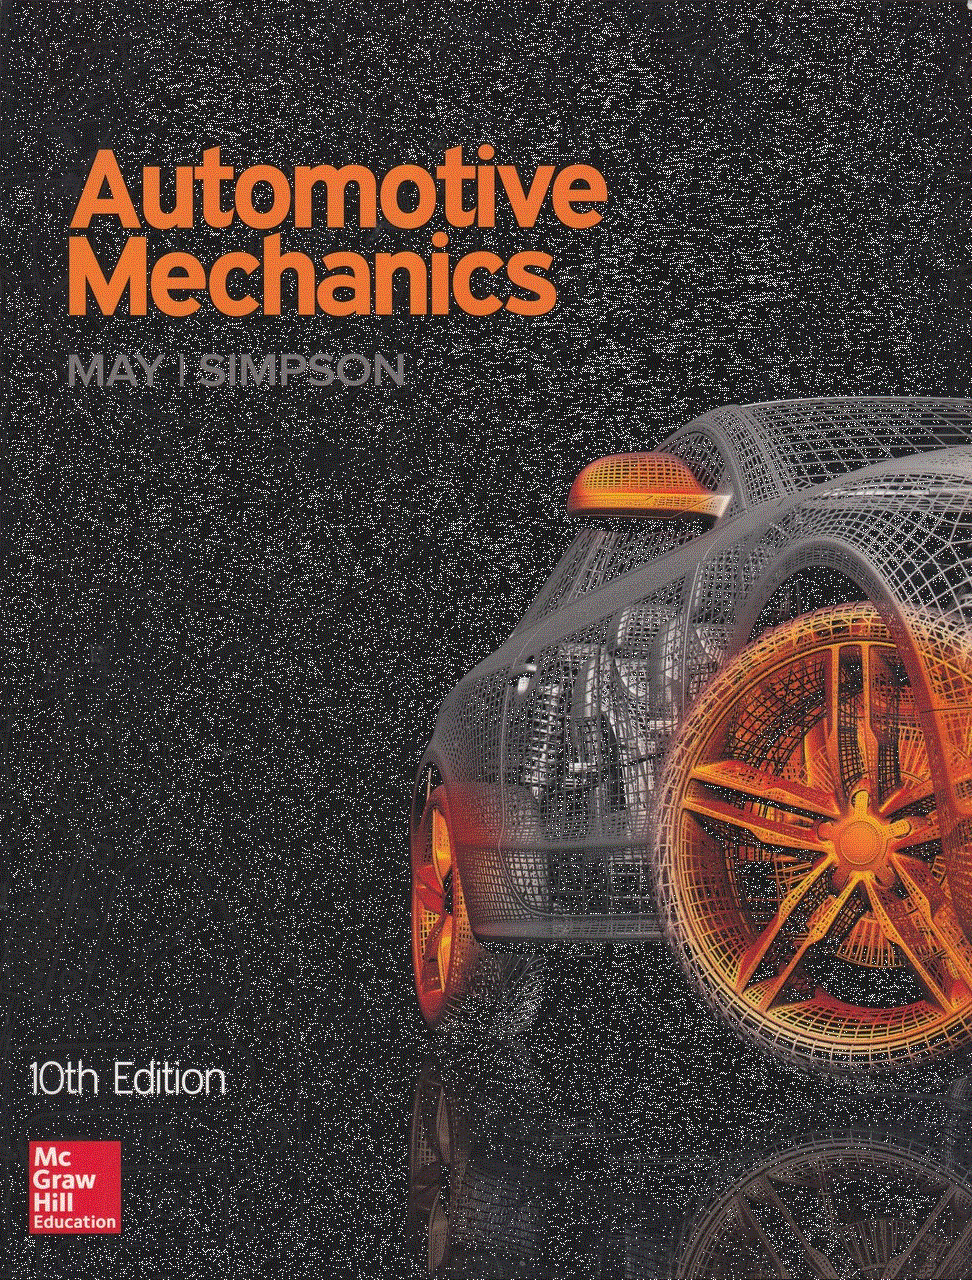 Automotive
Mechanics
MAY | SIMPSON
10th Edition
Mc
Graw
Hill
Education